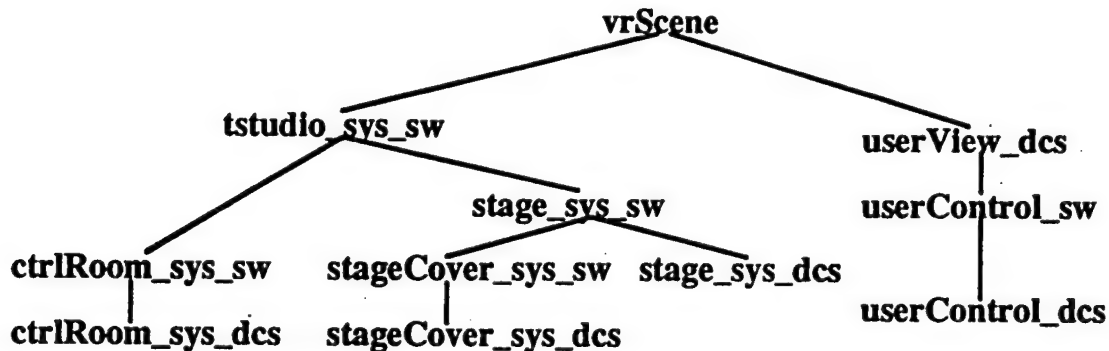 vrScene
tstudio_sys_sw
userView_dcs
stage_sys_sw
userControl_sw
ctrlRoom_sys_sw stageCover_sys_sw stage_sys_dcs
userControl_dcs
ctrlRoom_sys_dcs stageCover_sys_dcs